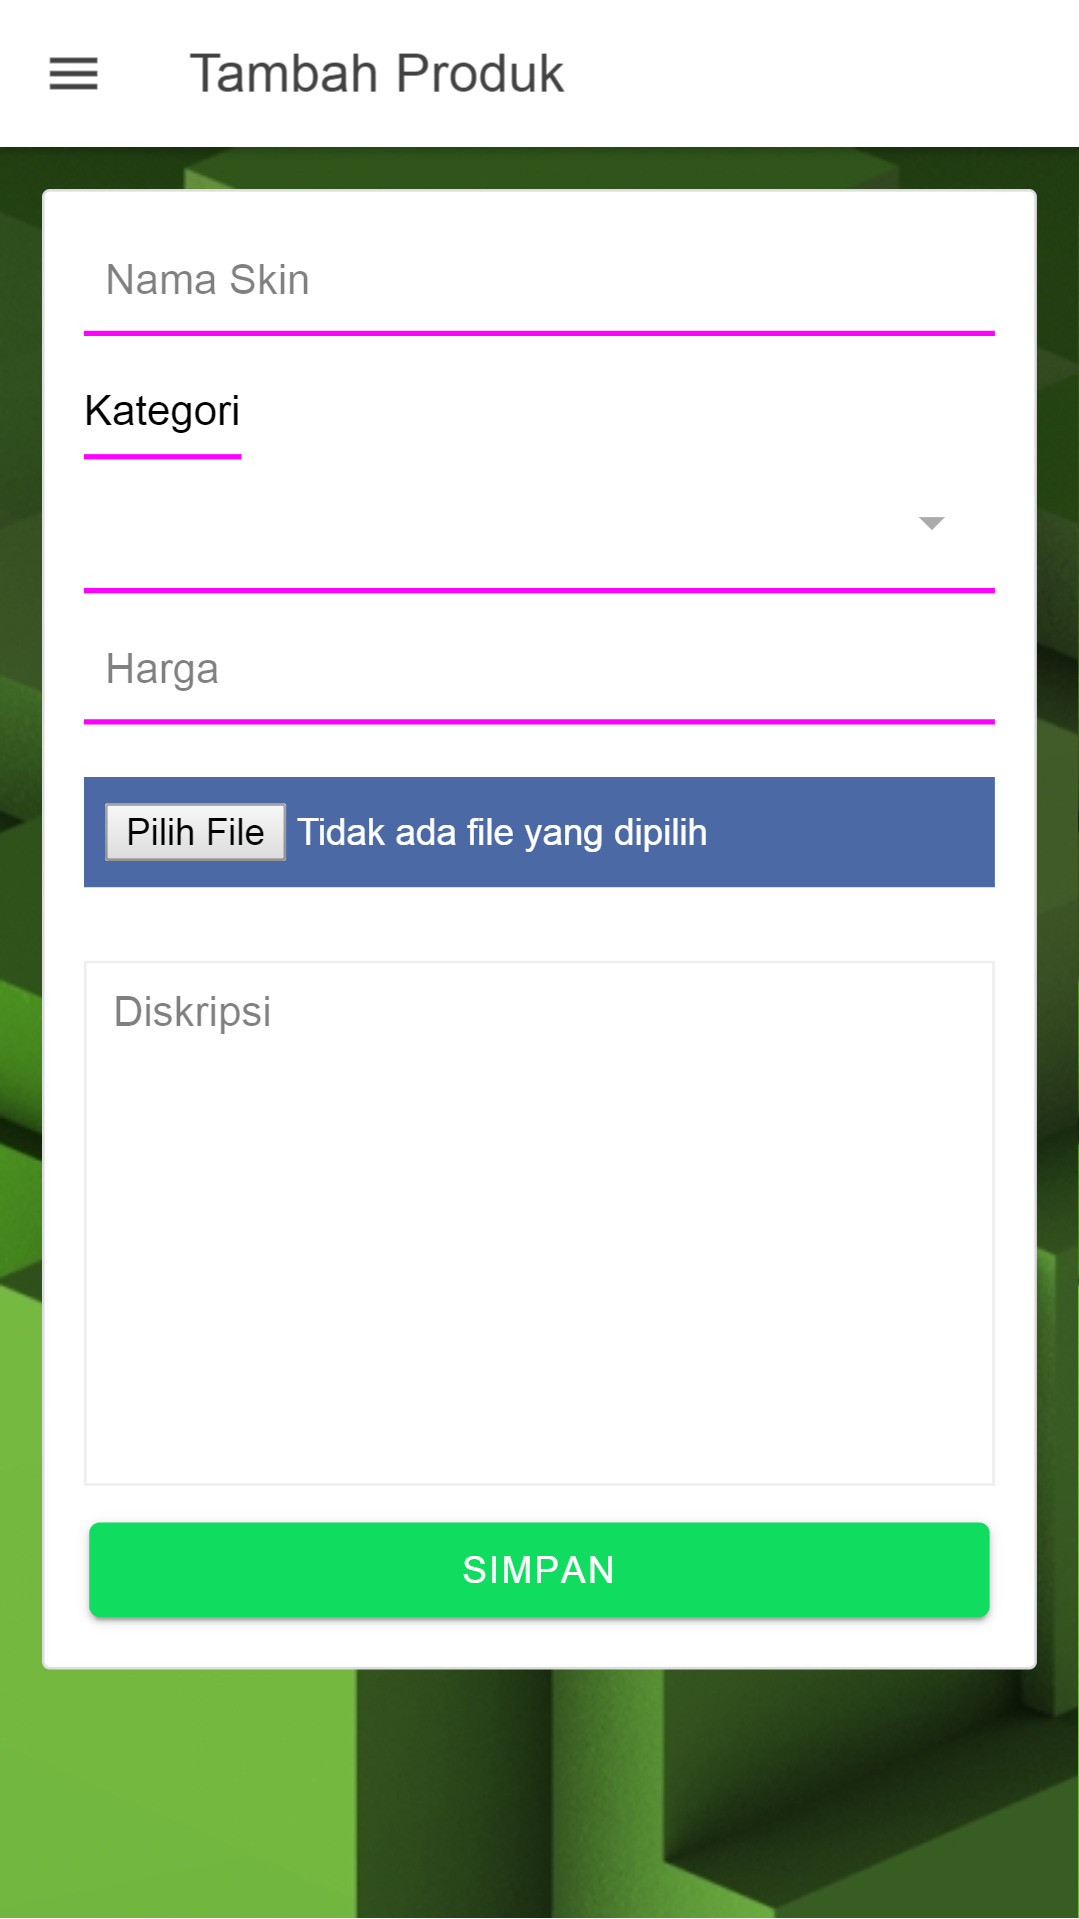 Tambah Produk
Nama Skin
Kategori
Harga
Pilih File Tidak ada file yang dipilih
Diskripsi
SIMPAN